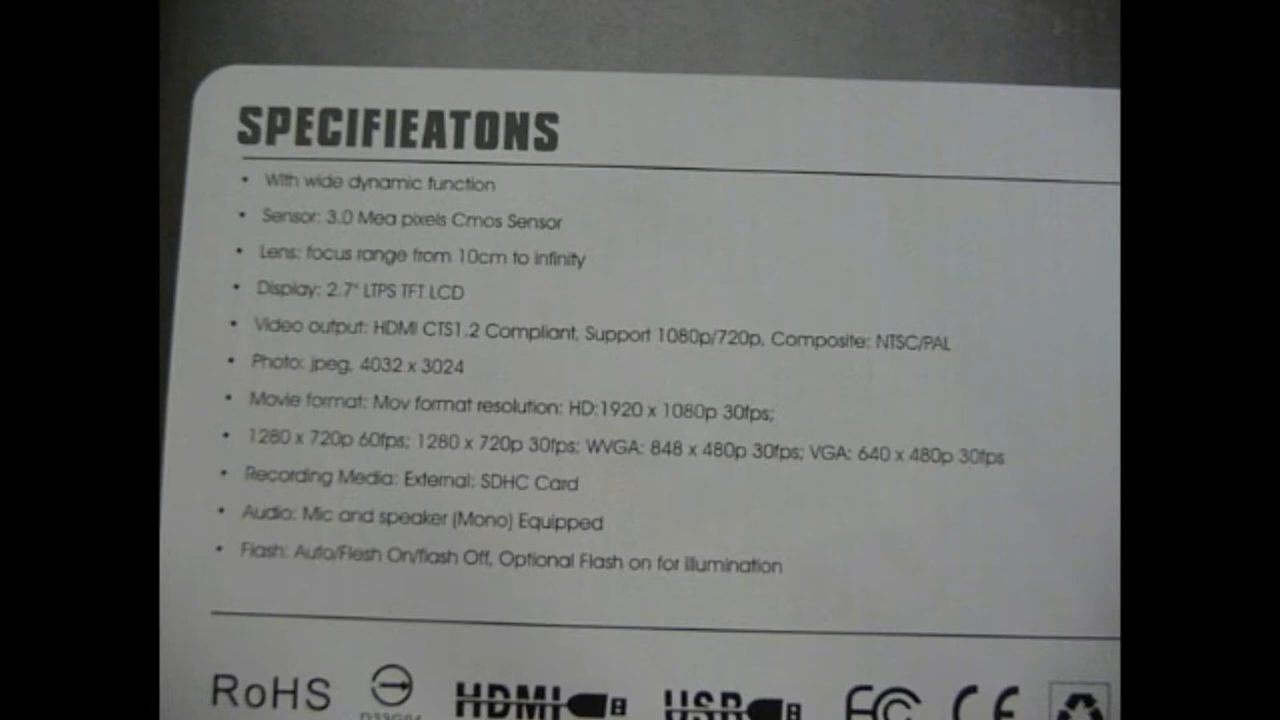 SPECIFIEATONS
• With wide dynamic function
• Sensor: 3.0 Mea pixels Cmos Sensor
• Lens: focus range from 10cm to infinity
• Display: 2.7" LTPS TFT LCD
• Video output: HDMI CTS1.2 Compliant, Support 1080p/720p, Composite: NTSC/PAL
• Photo: jpeg, 4032 x 3024
• Movie format: Mov format resolution: HD:1920 x 1080p 30fps;
• 1280 x 720p 60fps; 1280 x 720p 30fps; WVGA: 848 x 480p 30fps; VGA: 640 x 480p 30fps
• Recording Media: External: SDHC Card
• Audio: Mic and speaker (Mono) Equipped
• Flash: Auto/Flesh On/flash Off, Optional Flash on for illumination
RoHS HDMI USB FC CE